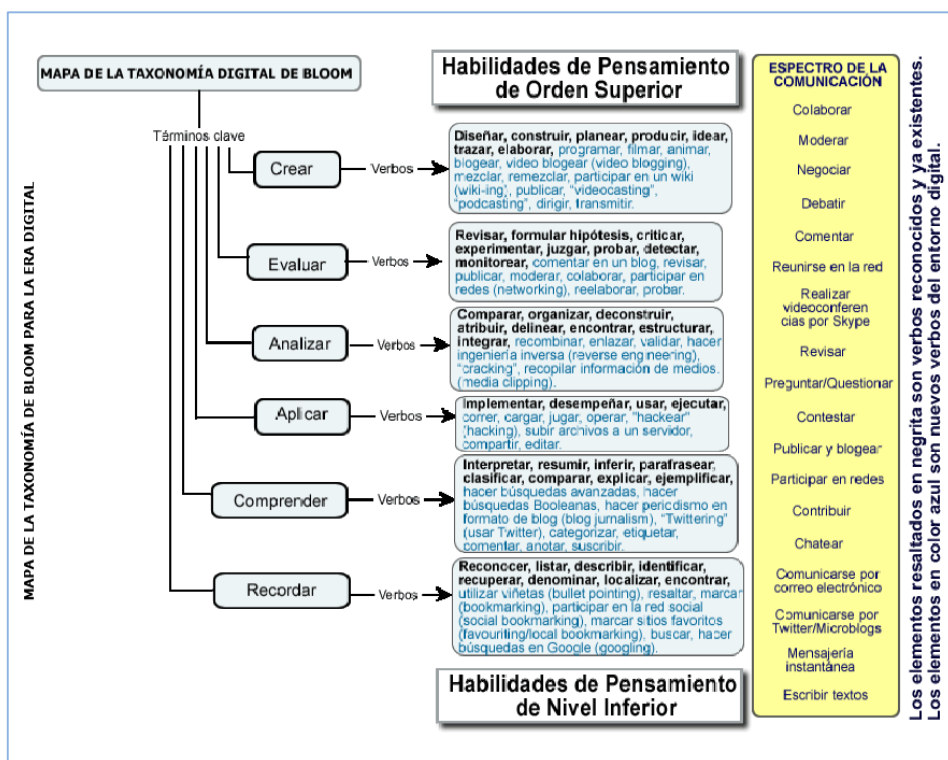 MAPA DE LA TAXONOMÍA DE BLOOM PARA LA ERA DIGITAL
MAPA DE LA TAXONOMÍA DIGITAL DE BLOOM
Términos clave
Habilidades de Pensamiento
de Orden Superior
Crear
Verbos
Diseñar, construir, planear, producir, idear,
trazar, elaborar, programar, filmar, animar,
blogear, video blogear (video blogging),
mezclar, remezclar, participar en un wiki
(wiki-ing), publicar, "videocasting",
"podcasting", dirigir, transmitir.
Evaluar
Verbos
Revisar, formular hipótesis, criticar,
experimentar, juzgar, probar, detectar,
monitorear, comentar en un blog, revisar,
publicar, moderar, colaborar, participar en
redes (networking), reelaborar, probar.
Analizar
Verbos
Comparar, organizar, deconstruir,
atribuir, delinear, encontrar, estructurar,
integrar, recombinar, enlazar, validar, hacer
ingeniería inversa (reverse engineering),
"cracking", recopilar información de medios.
(media clipping).
Aplicar
Verbos
Implementar, desempeñar, usar, ejecutar,
correr, cargar, jugar, operar, "hackear"
(hacking), subir archivos a un servidor,
compartir, editar.
Comprender
Verbos
Interpretar, resumir, inferir, parafrasear,
clasificar, comparar, explicar, ejemplificar,
hacer búsquedas avanzadas, hacer
búsquedas Booleanas, hacer periodismo en
formato de blog (blog journalism), "Twittering"
(usar Twitter), categorizar, etiquetar,
comentar, anotar, suscribir.
Recordar
Verbos
Reconocer, listar, describir, identificar,
recuperar, denominar, localizar, encontrar,
utilizar viñetas (bullet pointing), resaltar, marcar
(bookmarking), participar en la red social
(social bookmarking), marcar sitios favoritos
(favouriting/local bookmarking), buscar, hacer
búsquedas en Google (googling).
Habilidades de Pensamiento
de Nivel Inferior
ESPECTRO DE LA
COMUNICACIÓN
Colaborar
Moderar
Negociar
Debatir
Comentar
Reunirse en la red
Realizar
videoconferen
cias por Skype
Revisar
Preguntar/Questionar
Contestar
Publicar y blogear
Participar en redes
Contribuir
Chatear
Comunicarse por
correo electrónico
Comunicarse por
Twitter/Microblogs
Mensajería
instantánea
Escribir textos
Los elementos resaltados en negrita son verbos reconocidos y ya existentes.
Los elementos en color azul son nuevos verbos del entorno digital.